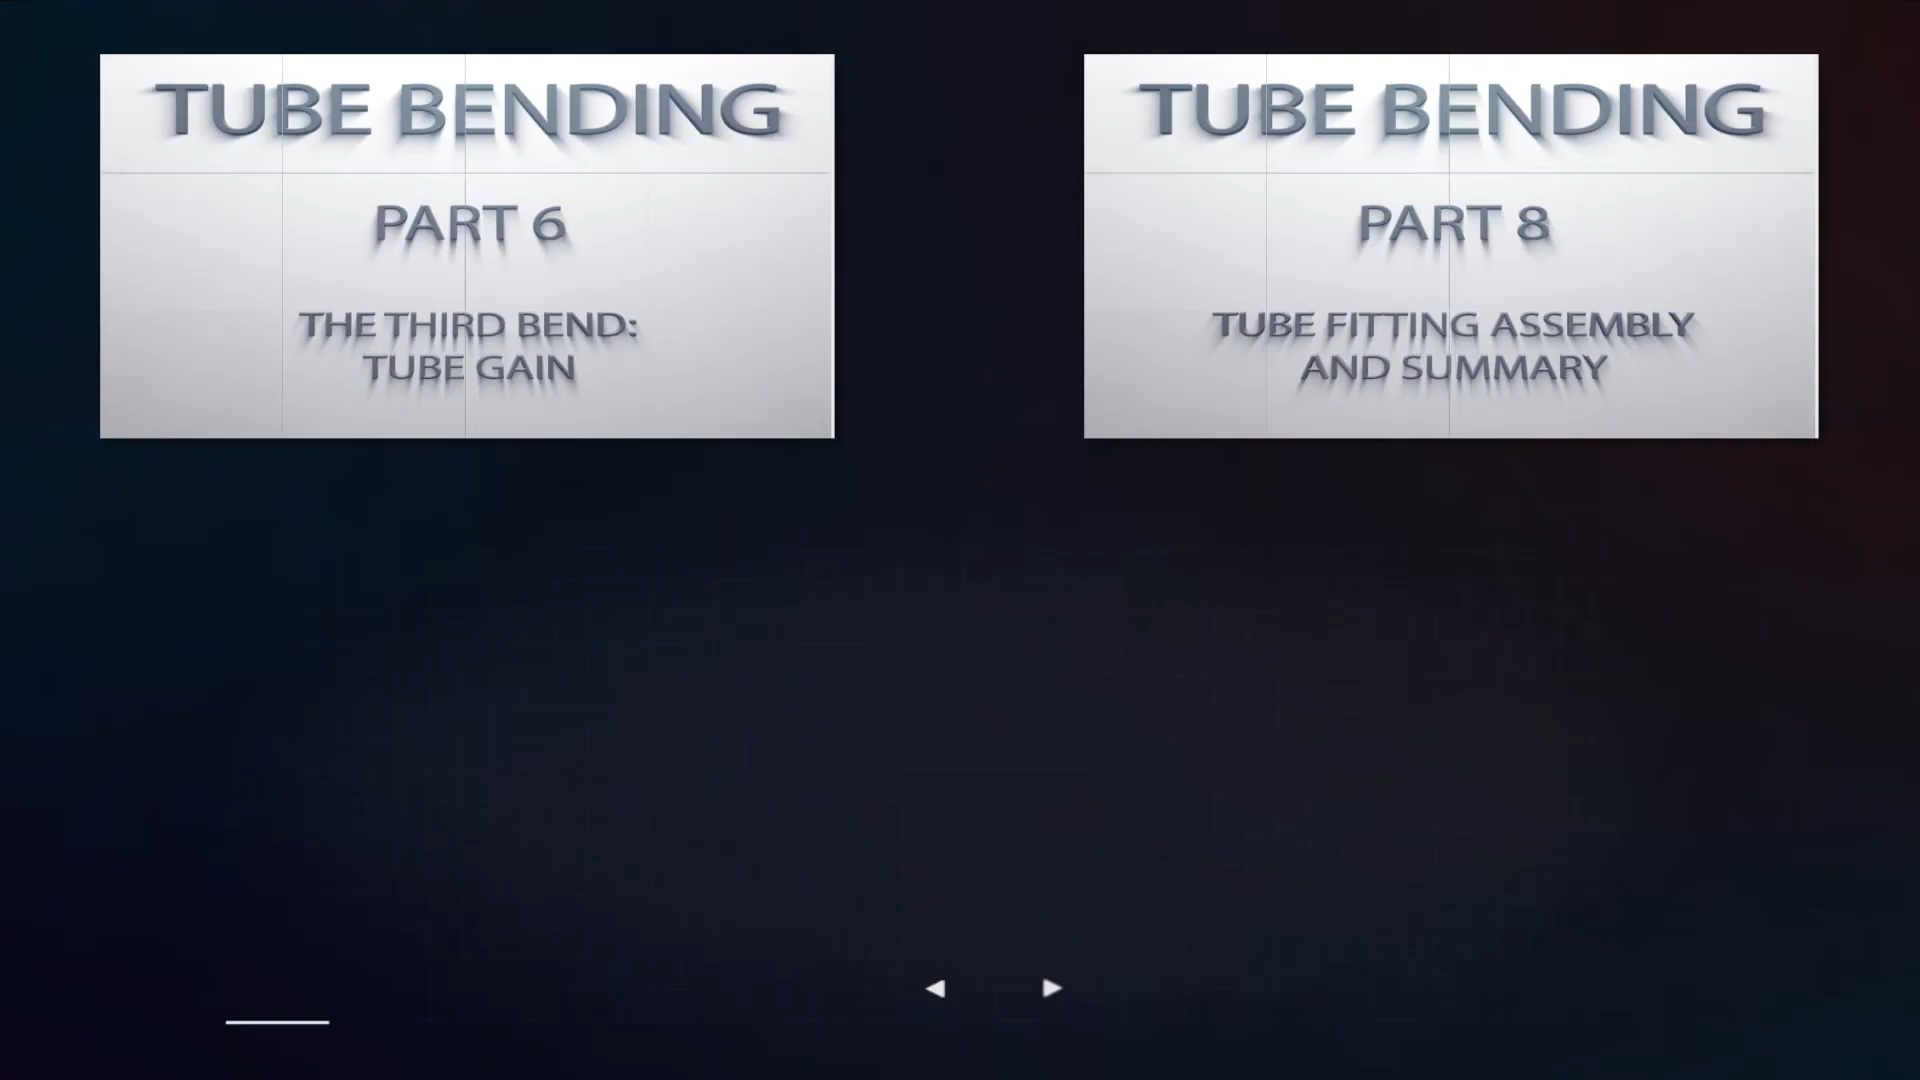 TUBE BENDING
PART 6
THE THIRD BEND:
TUBE GAIN
TUBE BENDING
PART 8
TUBE FITTING ASSEMBLY
AND SUMMARY